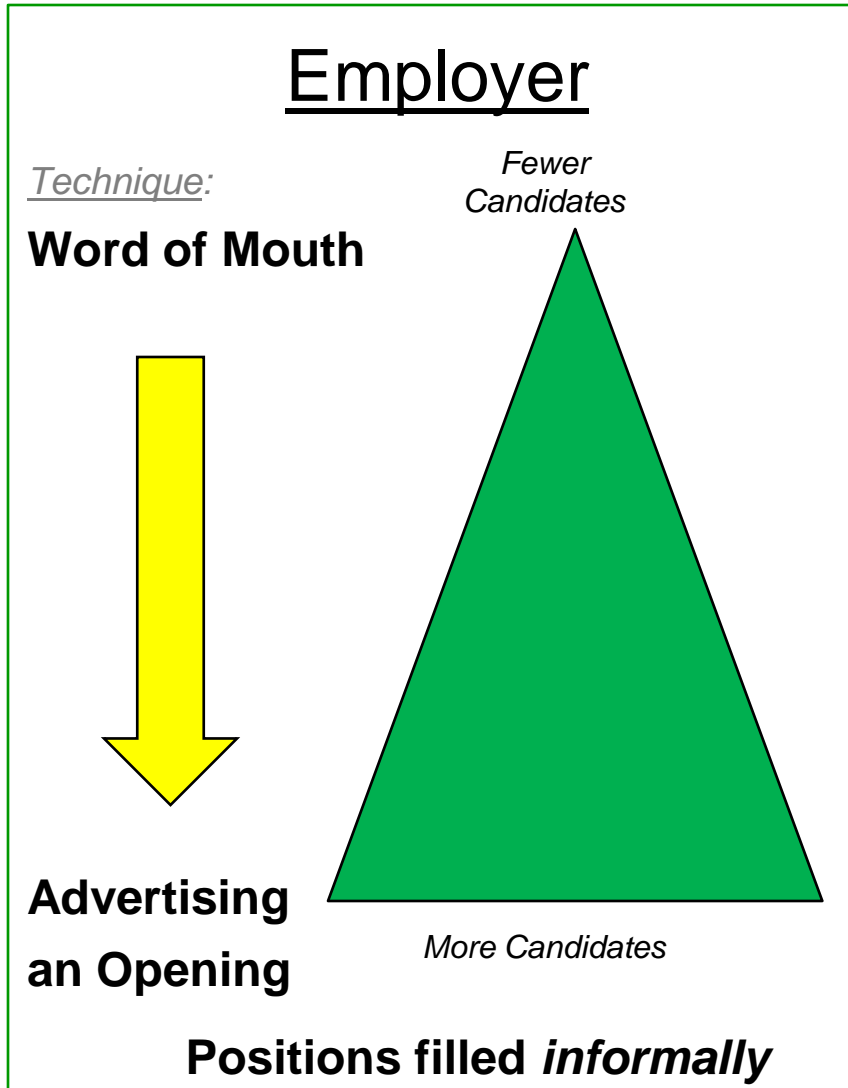 Employer
Technique:
Fewer
Candidates
Word of Mouth
Advertising
an Opening
More Candidates
Positions filled informally